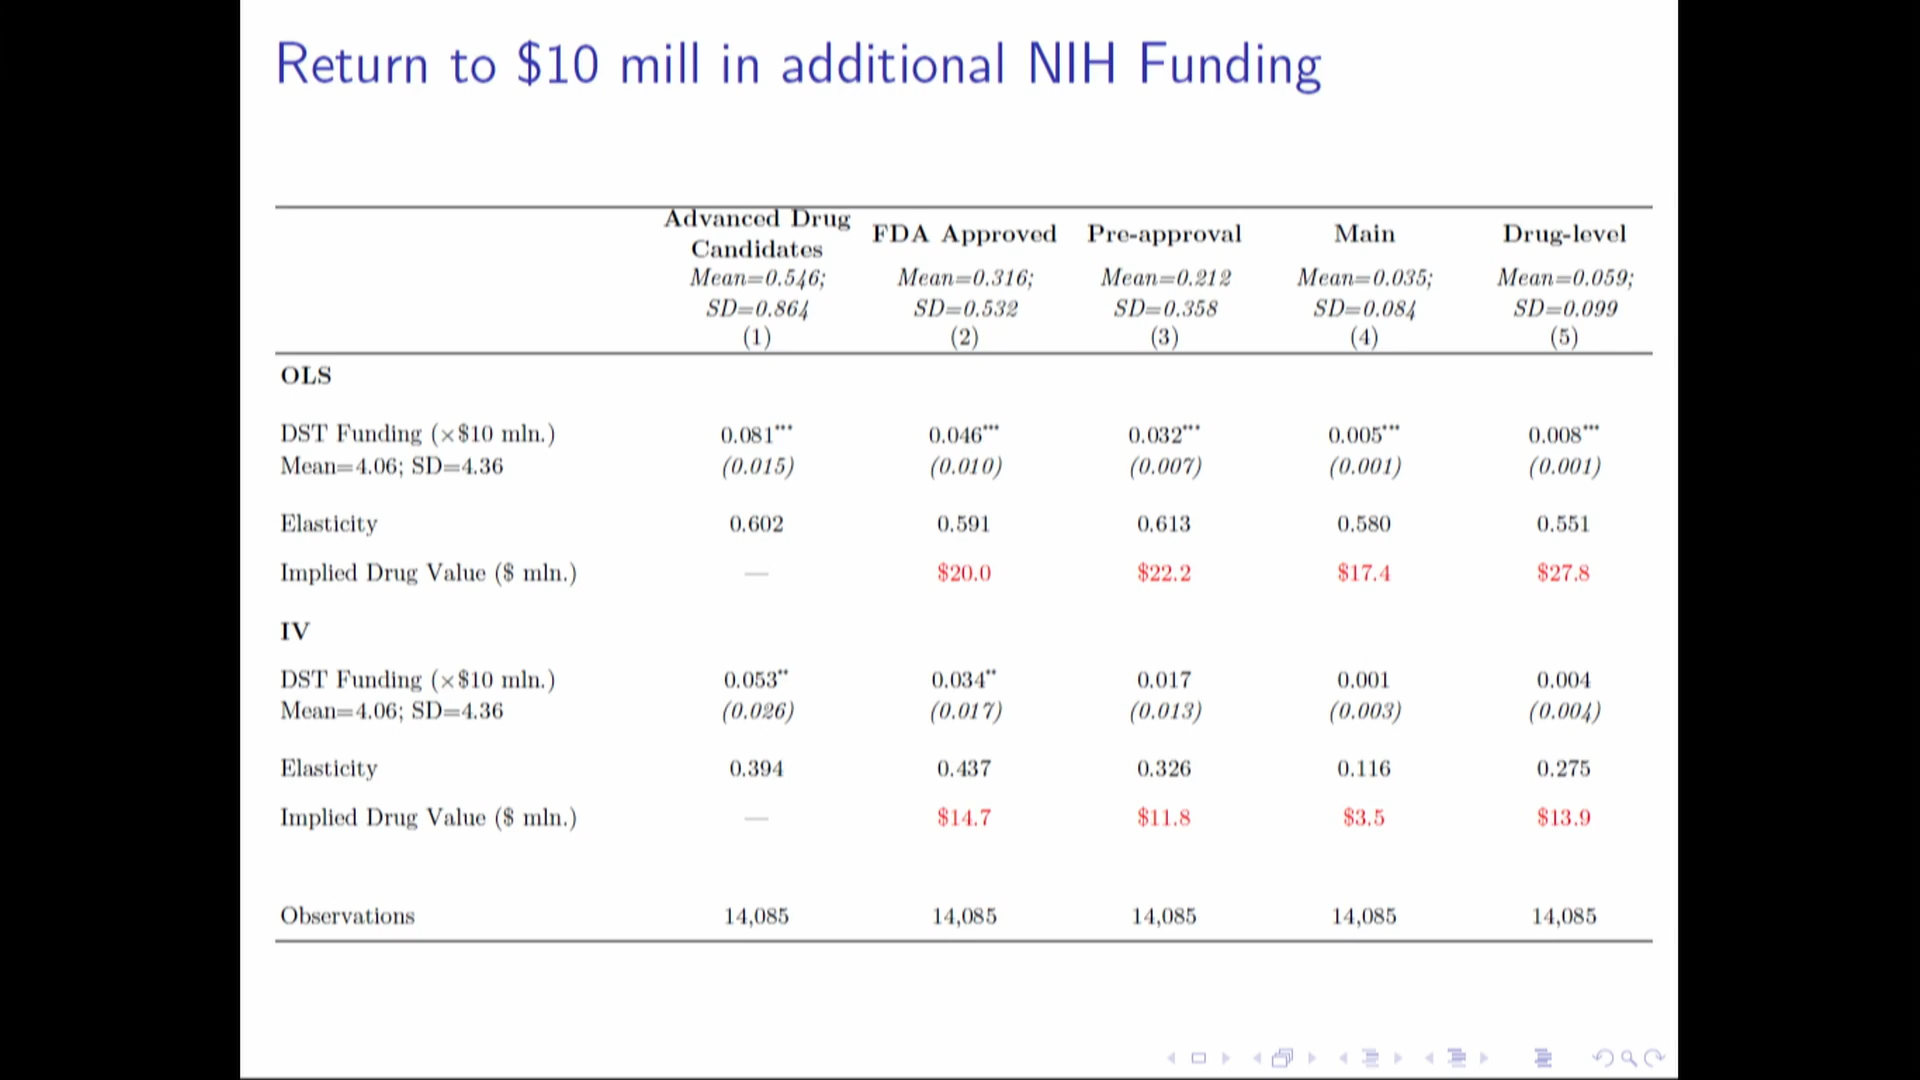 Return to $10 mill in additional NIH Funding
Advanced Drug Candidates FDA Approved Pre-approval Main Drug-level
Mean=0.546; Mean=0.316; Mean=0.212 Mean=0.035; Mean=0.059;
SD=0.864 SD=0.532 SD=0.358 SD=0.084 SD=0.099
(1) (2) (3) (4) (5)
OLS
DST Funding (×$10 mln.) 0.081*** 0.046*** 0.032*** 0.005*** 0.008***
Mean=4.06; SD=4.36 (0.015) (0.010) (0.007) (0.001) (0.001)
Elasticity 0.602 0.591 0.613 0.580 0.551
Implied Drug Value ($ mln.) — $20.0 $22.2 $17.4 $27.8
IV
DST Funding (×$10 mln.) 0.053** 0.034** 0.017 0.001 0.004
Mean=4.06; SD=4.36 (0.026) (0.017) (0.013) (0.003) (0.004)
Elasticity 0.394 0.437 0.326 0.116 0.275
Implied Drug Value ($ mln.) — $14.7 $11.8 $3.5 $13.9
Observations 14,085 14,085 14,085 14,085 14,085